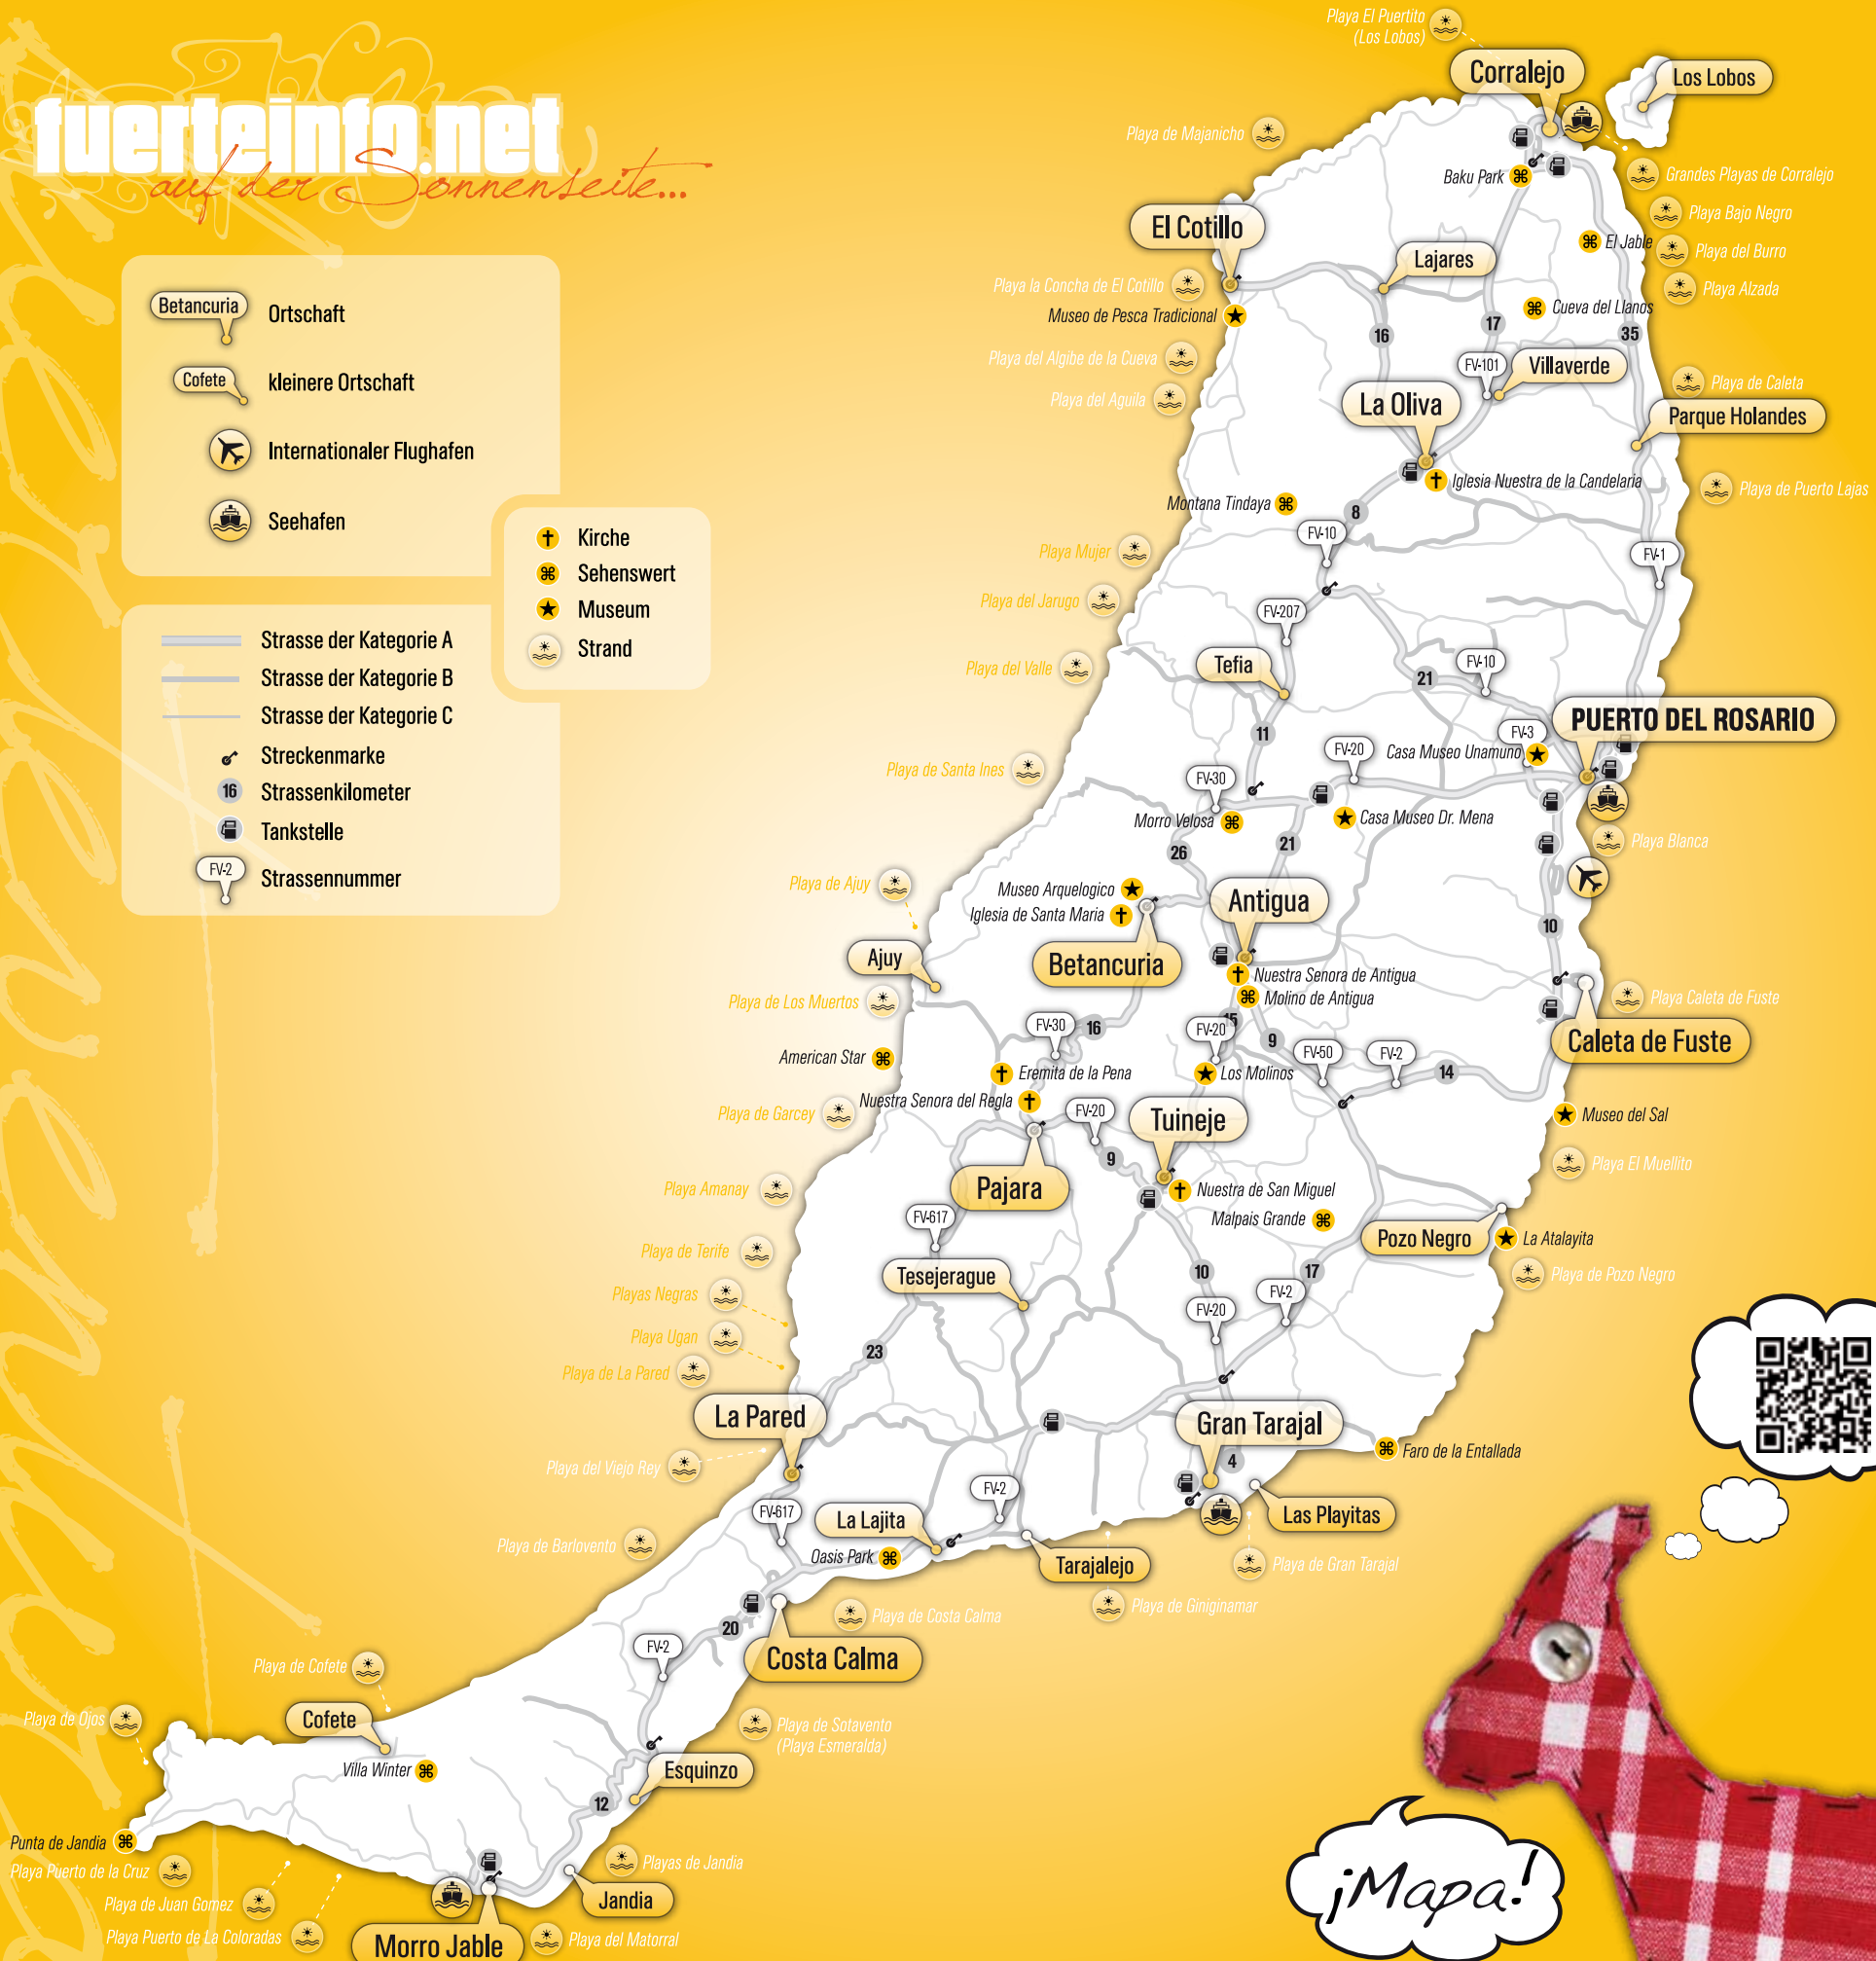 fuerteinfo.net
auf der Sonnenseite...
Betancuria
Ortschaft
Cofete
kleinere Ortschaft
Internationaler Flughafen
Seehafen
Kirche
Sehenswert
Museum
Strand
Strasse der Kategorie A
Strasse der Kategorie B
Strasse der Kategorie C
Streckenmarke
16
Strassenkilometer
Tankstelle
FV-2
Strassennummer
Playa El Puertito
(Los Lobos)
Corralejo
Los Lobos
Playa de Majanicho
Baku Park
Grandes Playas de Corralejo
Playa Bajo Negro
El Cotillo
El Jable
Playa del Burro
Lajares
Playa la Concha de El Cotillo
Playa Alzada
Museo de Pesca Tradicional
Cueva del Llanos
16
17
35
Playa del Algibe de la Cueva
FV-101
Villaverde
Playa de Caleta
Playa del Aguila
La Oliva
Parque Holandes
Iglesia Nuestra de la Candelaria
Playa de Puerto Lajas
Montana Tindaya
8
FV-10
Playa Mujer
FV-1
Playa del Jarugo
FV-207
Playa del Valle
Tefia
FV-10
21
PUERTO DEL ROSARIO
11
FV-3
FV-20
Casa Museo Unamuno
Playa de Santa Ines
FV-30
Morro Velosa
Casa Museo Dr. Mena
21
26
Playa Blanca
Playa de Ajuy
Museo Arquelogico
Iglesia de Santa Maria
Antigua
10
Ajuy
Betancuria
Nuestra Senora de Antigua
Molino de Antigua
Playa de Los Muertos
Playa Caleta de Fuste
FV-30
16
FV-20
15
9
Caleta de Fuste
American Star
FV-50
FV-2
14
Eremita de la Pena
Los Molinos
Nuestra Senora del Regla
Playa de Garcey
FV-20
Tuineje
Museo del Sal
9
Playa El Muellito
Pajara
Playa Amanay
Nuestra de San Miguel
Malpais Grande
FV-617
Pozo Negro
La Atalayita
Playa de Terife
Tesejerague
10
17
Playa de Pozo Negro
Playas Negras
FV-20
FV-2
Playa Ugan
23
Playa de La Pared
La Pared
Gran Tarajal
Faro de la Entallada
Playa del Viejo Rey
4
FV-2
FV-617
La Lajita
Las Playitas
Playa de Barlovento
Oasis Park
Tarajalejo
Playa de Gran Tarajal
Playa de Costa Calma
Playa de Giniginamar
20
FV-2
Costa Calma
Playa de Cofete
Playa de Ojos
Cofete
Playa de Sotavento
(Playa Esmeralda)
Villa Winter
Esquinzo
12
Punta de Jandia
Playa Puerto de la Cruz
Playas de Jandia
Jandia
Playa de Juan Gomez
Playa Puerto de La Coloradas
Morro Jable
Playa del Matorral
¡Mapa!